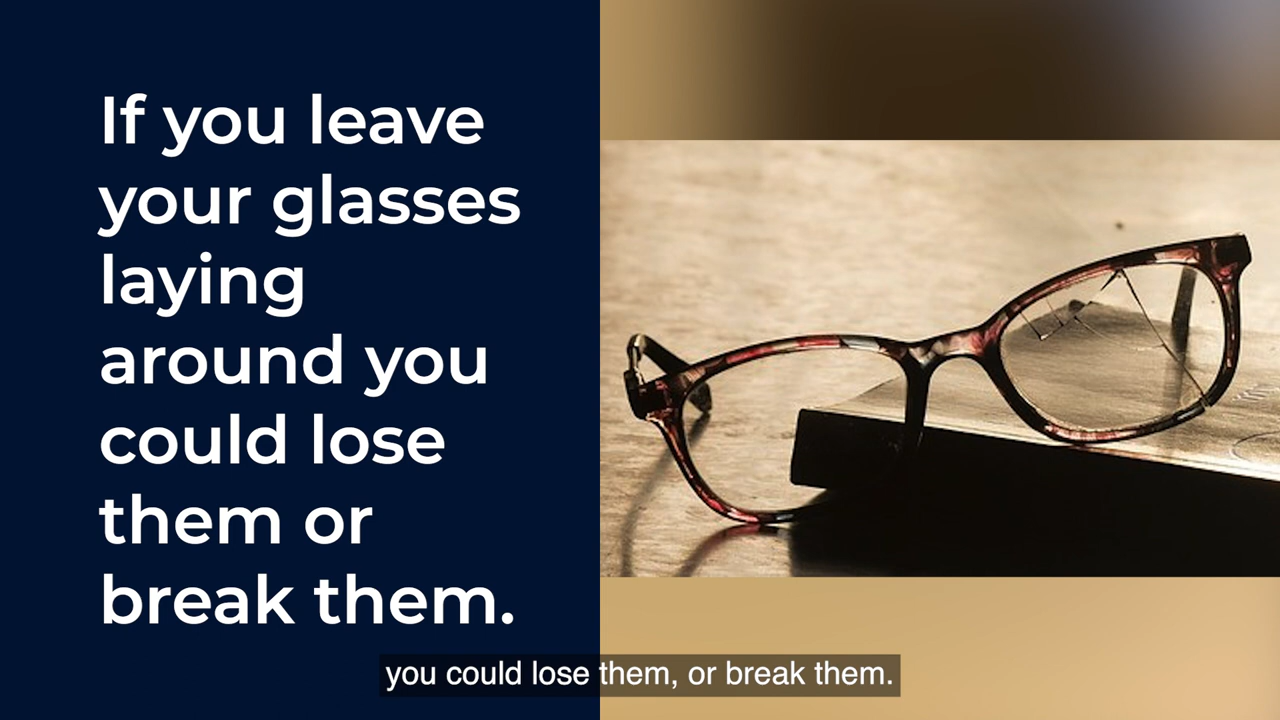 If you leave
your glasses
laying
around you
could lose
them or
break them.
you could lose them, or break them.